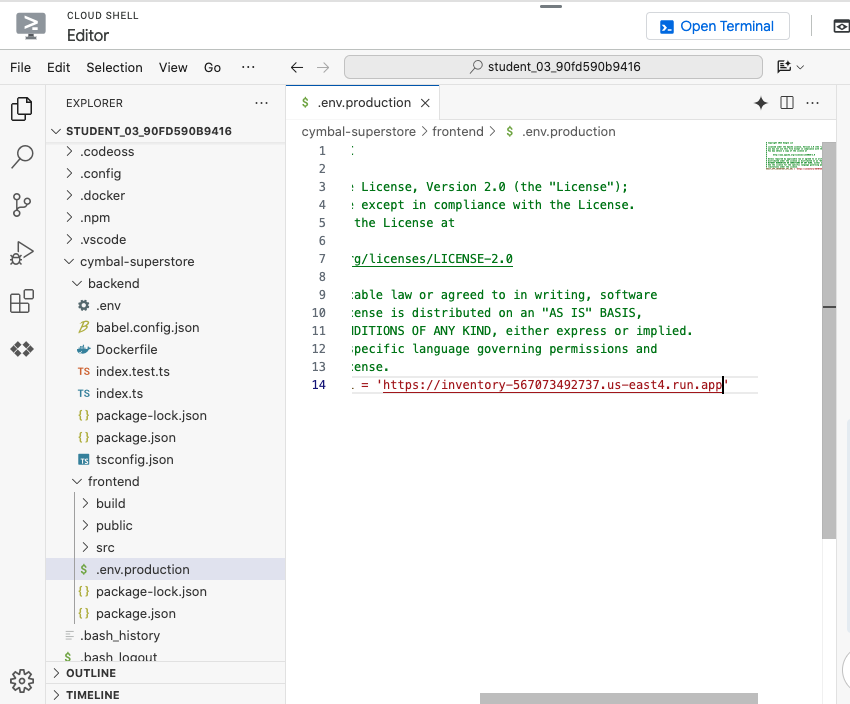 CLOUD SHELL
Editor
Open Terminal
File Edit Selection View Go ···
student_03_90fd590b9416
EXPLORER ···
STUDENT_03_90FD590B9416
.codeoss
.config
.docker
.npm
.vscode
cymbal-superstore
backend
.env
babel.config.json
Dockerfile
TS index.test.ts
TS index.ts
{} package-lock.json
{} package.json
TS tsconfig.json
frontend
build
public
src
$ .env.production
{} package-lock.json
{} package.json
.bash_history
$ .bash_logout
OUTLINE
TIMELINE
$ .env.production
cymbal-superstore > frontend > $ .env.production
1
2
3 License, Version 2.0 (the "License");
4 except in compliance with the License.
5 the License at
6
7 /licenses/LICENSE-2.0
8
9 able law or agreed to in writing, software
10 ense is distributed on an "AS IS" BASIS,
11 NDITIONS OF ANY KIND, either express or implied.
12 specific language governing permissions and
13 ense.
14 = 'https://inventory-567073492737.us-east4.run.app'